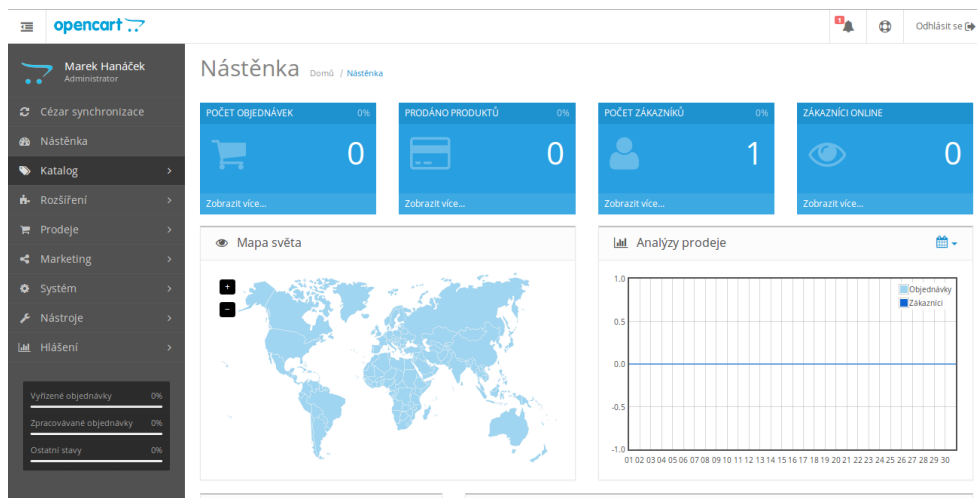 opencart
1
Odhlásit se
Marek Hanáček
Administrator
Cézar synchronizace
Nástěnka
Katalog
Rozšíření
Prodeje
Marketing
Systém
Nástroje
Hlášení
Vyřízené objednávky 0%
Zpracovávané objednávky 0%
Ostatní stavy 0%
Nástěnka Domů / Nástěnka
POČET OBJEDNÁVEK 0%
0
Zobrazit více...
PRODÁNO PRODUKTŮ 0%
0
Zobrazit více...
POČET ZÁKAZNÍKŮ 0%
1
Zobrazit více...
ZÁKAZNÍCI ONLINE
0
Zobrazit více...
Mapa světa
+
−
Analýzy prodeje
Objednávky
Zákazníci
1.0
0.5
0.0
-0.5
-1.0
01 02 03 04 05 06 07 08 09 10 11 12 13 14 15 16 17 18 19 20 21 22 23 24 25 26 27 28 29 30